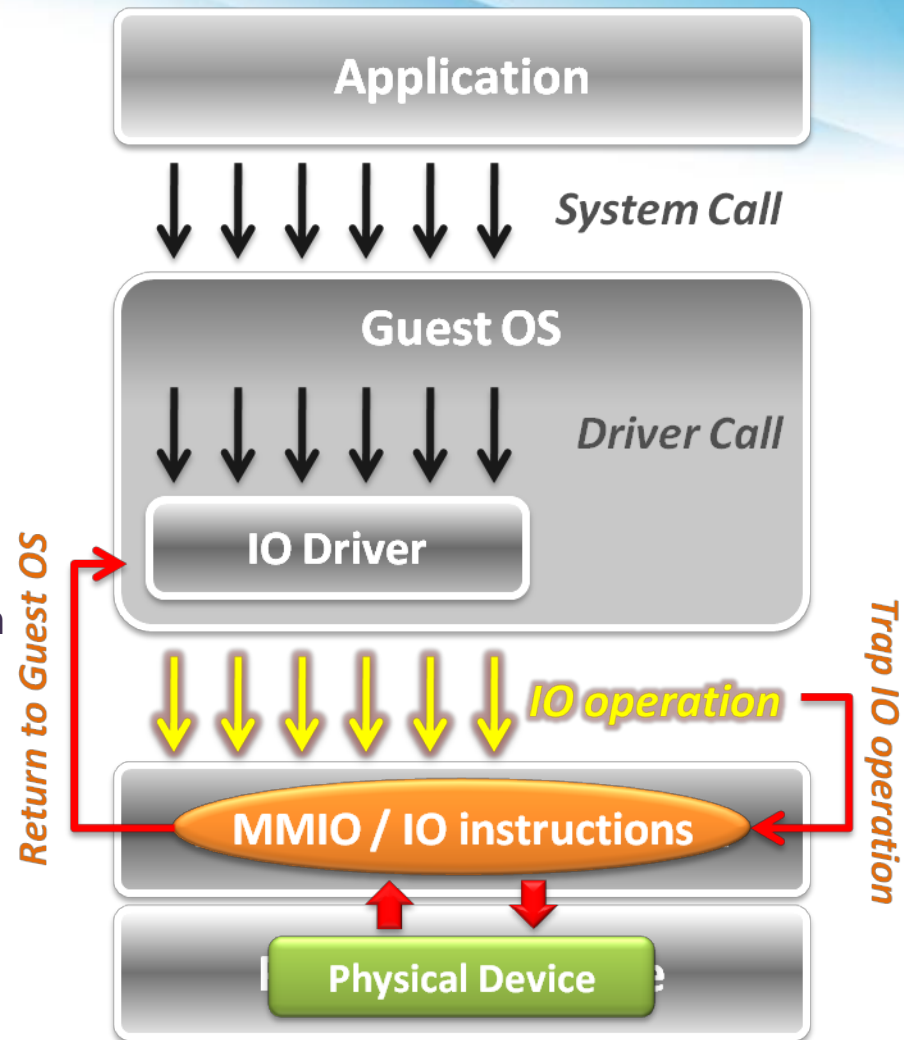 Application
System Call
Guest OS
Driver Call
IO Driver
Return to Guest OS
IO operation
Trap IO operation
MMIO / IO instructions
Physical Device